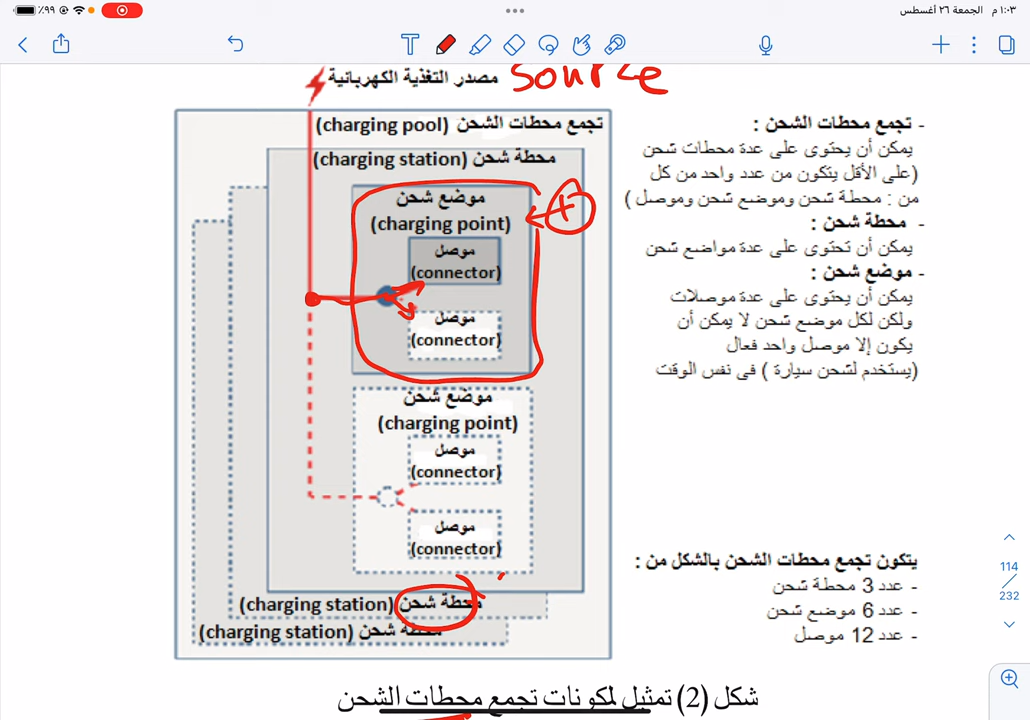 ١:٠٣ م الجمعة ٢٦ أغسطس
٪٩٩
مصدر التغذية الكهربائية
Source
تجمع محطات الشحن (charging pool)
محطة شحن (charging station)
موضع شحن
(charging point)
موصل
(connector)
موصل
(connector)
موضع شحن
(charging point)
موصل
(connector)
موصل
(connector)
محطة شحن (charging station)
محطة شحن (charging station)
- تجمع محطات الشحن :
يمكن أن يحتوى على عدة محطات شحن
(على الأقل يتكون من عدد واحد من كل
من : محطة شحن وموضع شحن وموصل )
- محطة شحن :
يمكن أن تحتوى على عدة مواضع شحن
- موضع شحن :
يمكن أن يحتوى على عدة موصلات
ولكن لكل موضع شحن لا يمكن أن
يكون إلا موصل واحد فعال
(يستخدم لشحن سيارة ) فى نفس الوقت
يتكون تجمع محطات الشحن بالشكل من :
- عدد 3 محطة شحن
- عدد 6 موضع شحن
- عدد 12 موصل
114
232
شكل (2) تمثيل لمكونات تجمع محطات الشحن